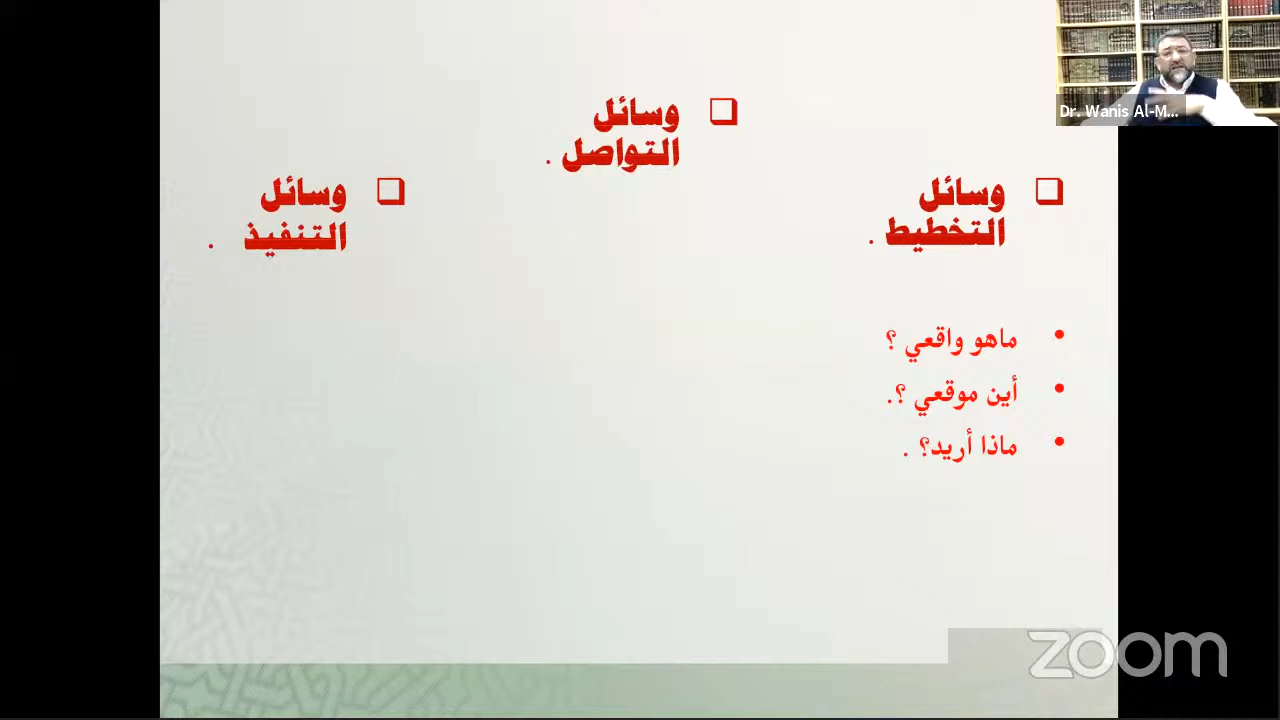 Dr. Wanis Al-M...
وسائل
التواصل .
وسائل
التخطيط .
وسائل
التنفيذ .
ماهو واقعي ؟
أين موقعي ؟.
ماذا أريد؟ .
zoom